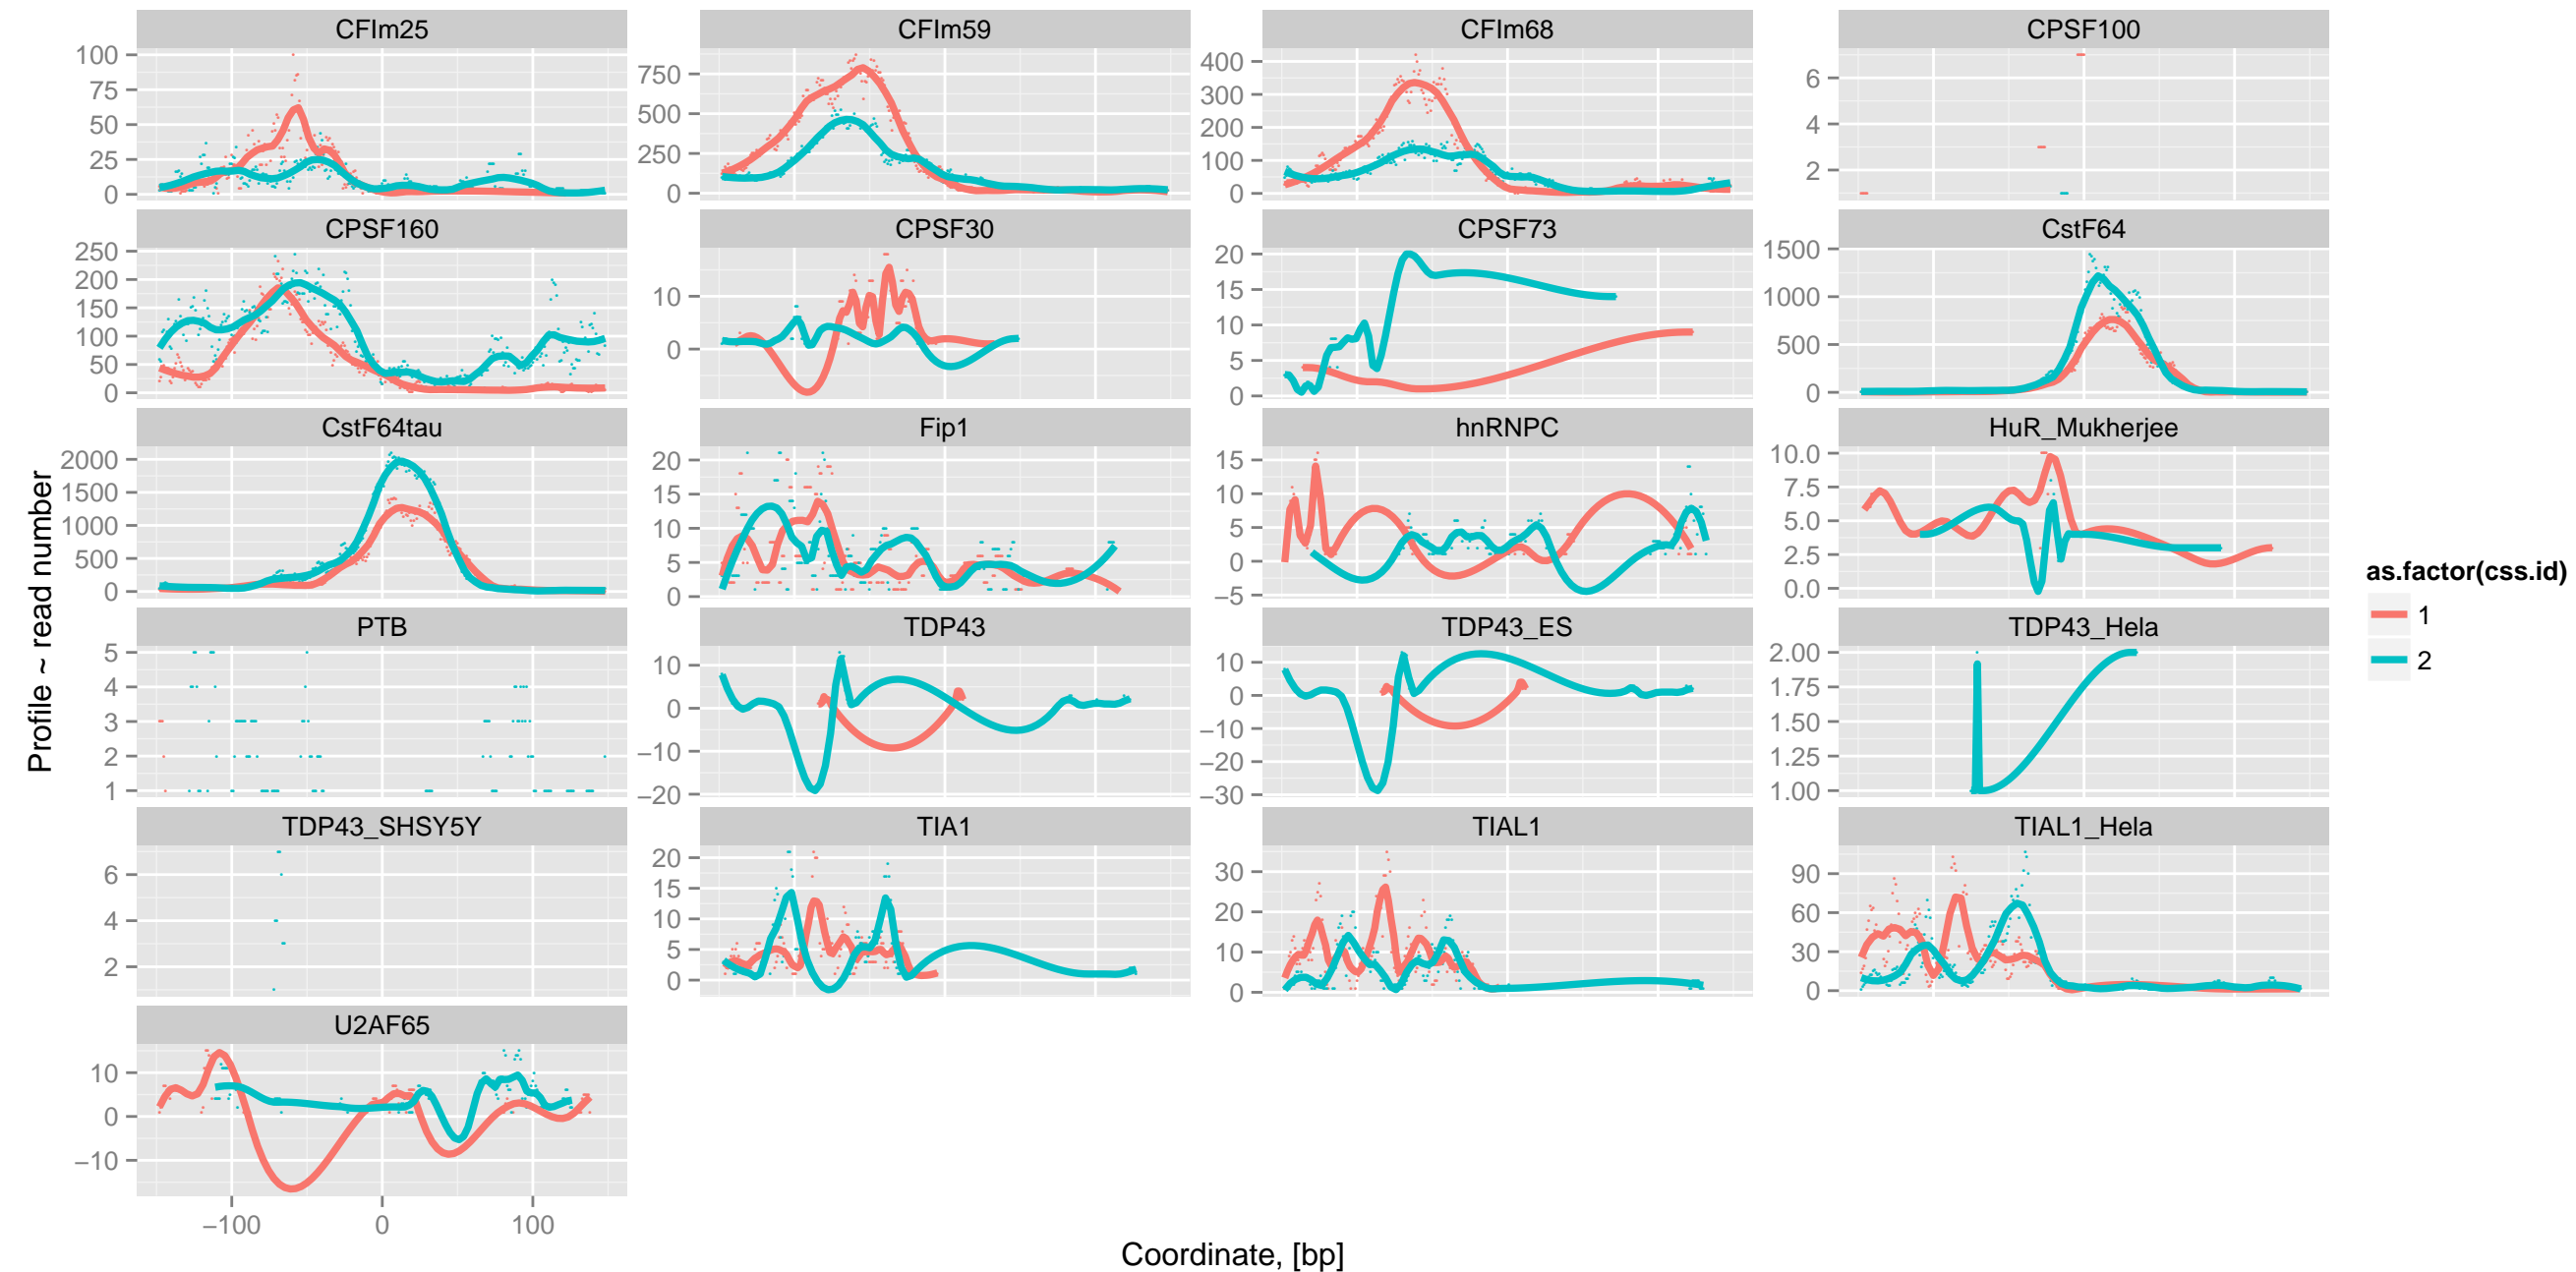 CFIm25 CFIm59 CFIm68 CPSF100
100 75 50 25 0
750 500 250 0
400 300 200 100 0
6 4 2
CPSF160 CPSF30 CPSF73 CstF64
250 200 150 100 50 0
10 0
20 15 10 5 0
1500 1000 500 0
CstF64tau Fip1 hnRNPC HuR_Mukherjee
2000 1500 1000 500 0
20 15 10 5 0
15 10 5 0 −5
10.0 7.5 5.0 2.5 0.0
PTB TDP43 TDP43_ES TDP43_Hela
5 4 3 2 1
10 0 −10 −20
10 0 −10 −20 −30
2.00 1.75 1.50 1.25 1.00
TDP43_SHSY5Y TIA1 TIAL1 TIAL1_Hela
6 4 2
20 15 10 5 0
30 20 10 0
90 60 30 0
U2AF65
10 0 −10
−100 0 100
Coordinate, [bp]
Profile ~ read number
as.factor(css.id)
1
2